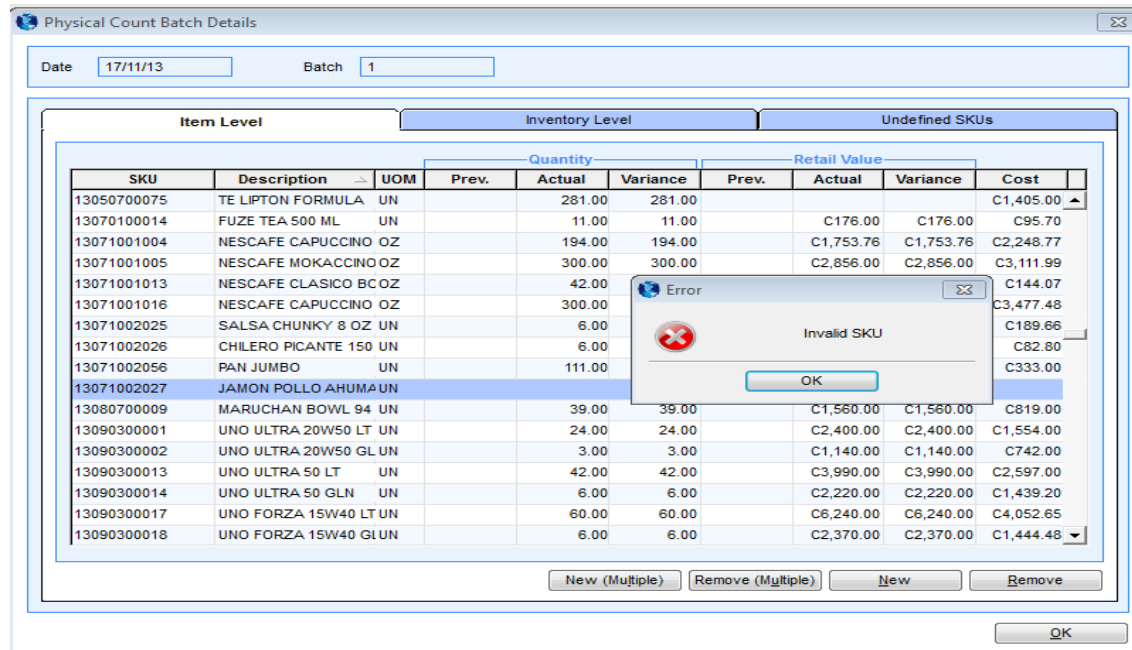 Physical Count Batch Details
Date 17/11/13 Batch 1
Item Level Inventory Level Undefined SKUs
Quantity Retail Value
SKU Description UOM Prev. Actual Variance Prev. Actual Variance Cost
13050700075 TE LIPTON FORMULA UN 281.00 281.00 C1,405.00
13070100014 FUZE TEA 500 ML UN 11.00 11.00 C176.00 C176.00 C95.70
13071001004 NESCAFE CAPUCCINO OZ 194.00 194.00 C1,753.76 C1,753.76 C2,248.77
13071001005 NESCAFE MOKACCINO OZ 300.00 300.00 C2,856.00 C2,856.00 C3,111.99
13071001013 NESCAFE CLASICO BC OZ 42.00 C144.07
13071001016 NESCAFE CAPUCCINO OZ 300.00 C3,477.48
13071002025 SALSA CHUNKY 8 OZ UN 6.00 C189.66
13071002026 CHILERO PICANTE 150 UN 6.00 C82.80
13071002056 PAN JUMBO UN 111.00 C333.00
13071002027 JAMON POLLO AHUMA UN
Error
Invalid SKU
OK
13080700009 MARUCHAN BOWL 94 UN 39.00 39.00 C1,560.00 C1,560.00 C819.00
13090300001 UNO ULTRA 20W50 LT UN 24.00 24.00 C2,400.00 C2,400.00 C1,554.00
13090300002 UNO ULTRA 20W50 GL UN 3.00 3.00 C1,140.00 C1,140.00 C742.00
13090300013 UNO ULTRA 50 LT UN 42.00 42.00 C3,990.00 C3,990.00 C2,597.00
13090300014 UNO ULTRA 50 GLN UN 6.00 6.00 C2,220.00 C2,220.00 C1,439.20
13090300017 UNO FORZA 15W40 LT UN 60.00 60.00 C6,240.00 C6,240.00 C4,052.65
13090300018 UNO FORZA 15W40 GL UN 6.00 6.00 C2,370.00 C2,370.00 C1,444.48
New (Multiple) Remove (Multiple) New Remove
OK